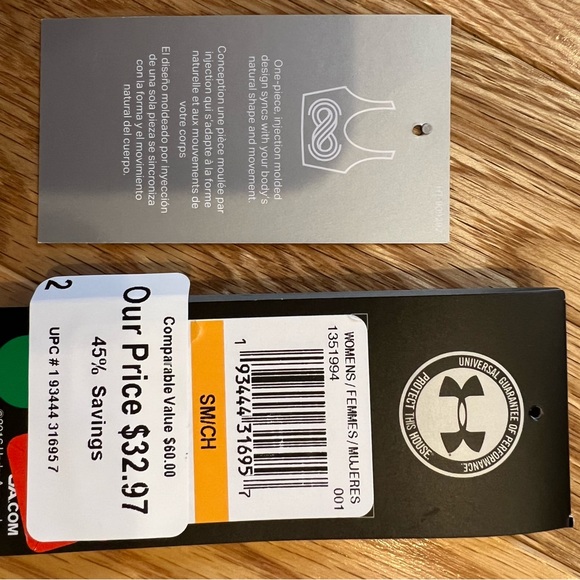 One-piece, injection molded
design syncs with your body's
natural shape and movement.
Conception une pièce moulée par
injection qui s'adapte à la forme
naturelle et aux mouvements de
votre corps
El diseño moldeado por inyección
de una sola pieza se sincroniza
con la forma y el movimiento
natural del cuerpo.
UNIVERSAL GUARANTEE OF PERFORMANCE.
PROTECT THIS HOUSE.
WOMENS / FEMMES / MUJERES
1351994
001
1 93444 31695 7
SM/CH
Comparable Value $60.00
Our Price $32.97
45% Savings
2
UPC # 1 93444 31695 7
UA.COM